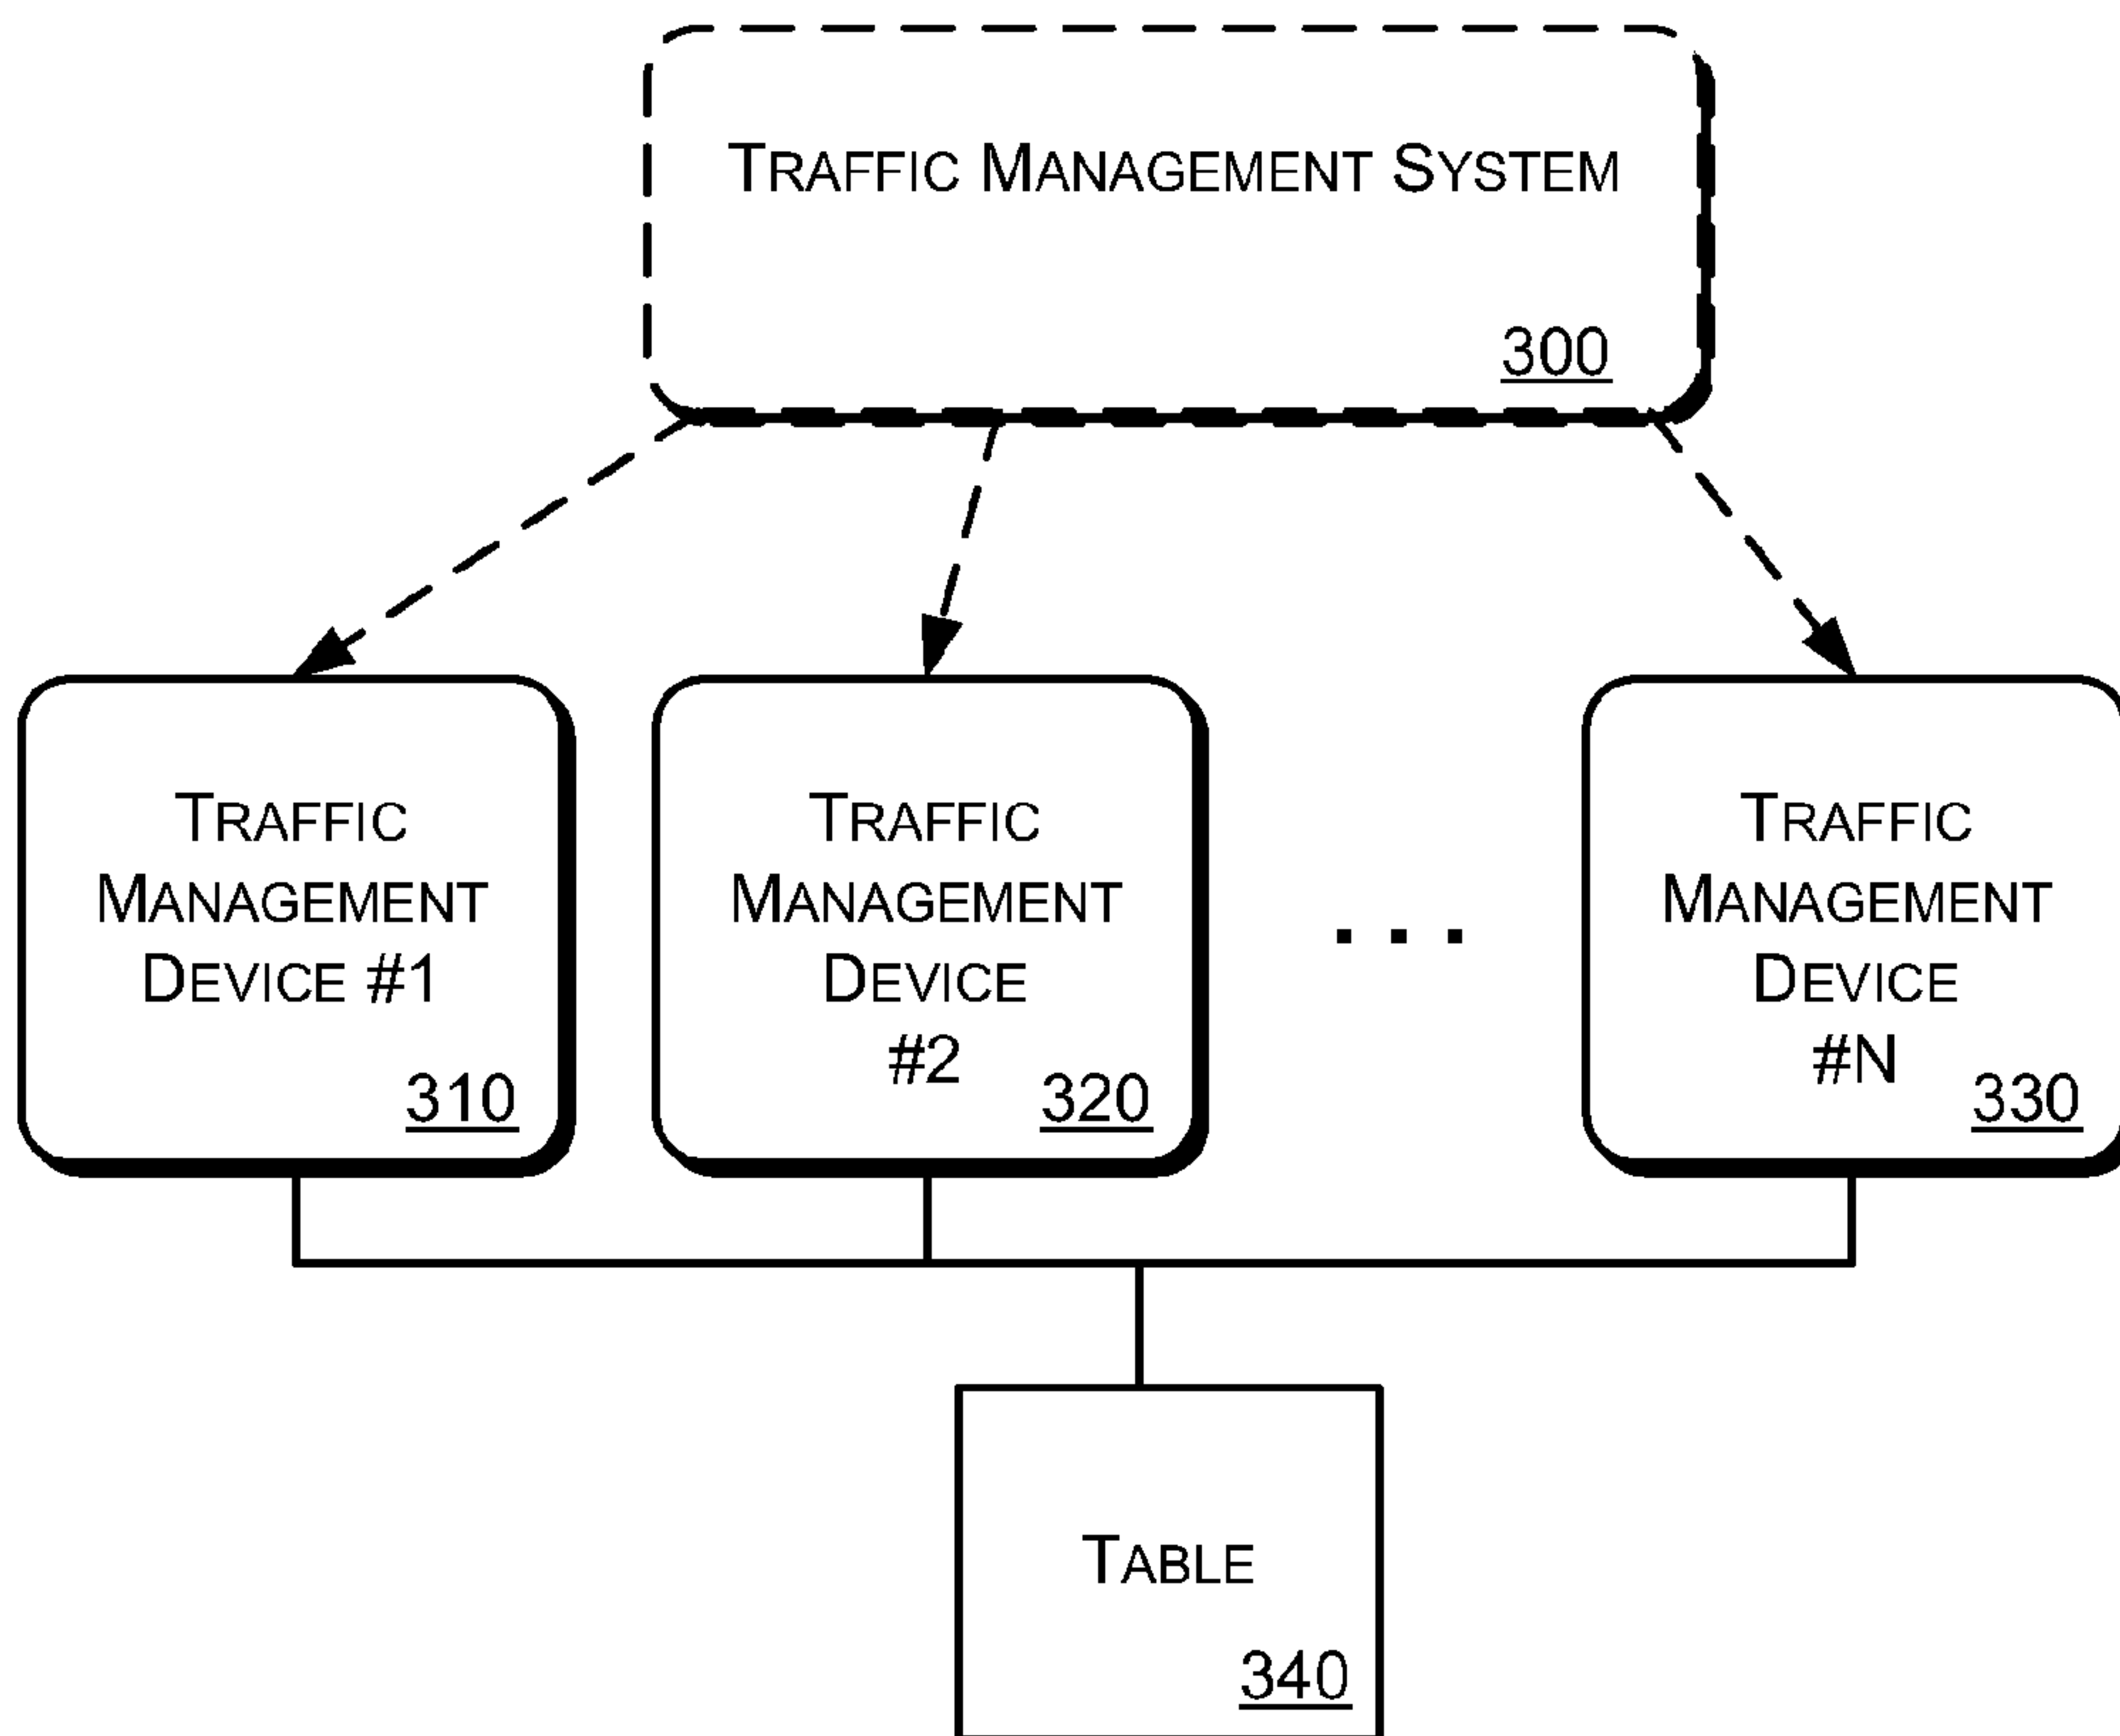 TRAFFIC MANAGEMENT SYSTEM
300
TRAFFIC
MANAGEMENT
DEVICE #1
310
TRAFFIC
MANAGEMENT
DEVICE
#2
320
. . .
TRAFFIC
MANAGEMENT
DEVICE
#N
330
TABLE
340